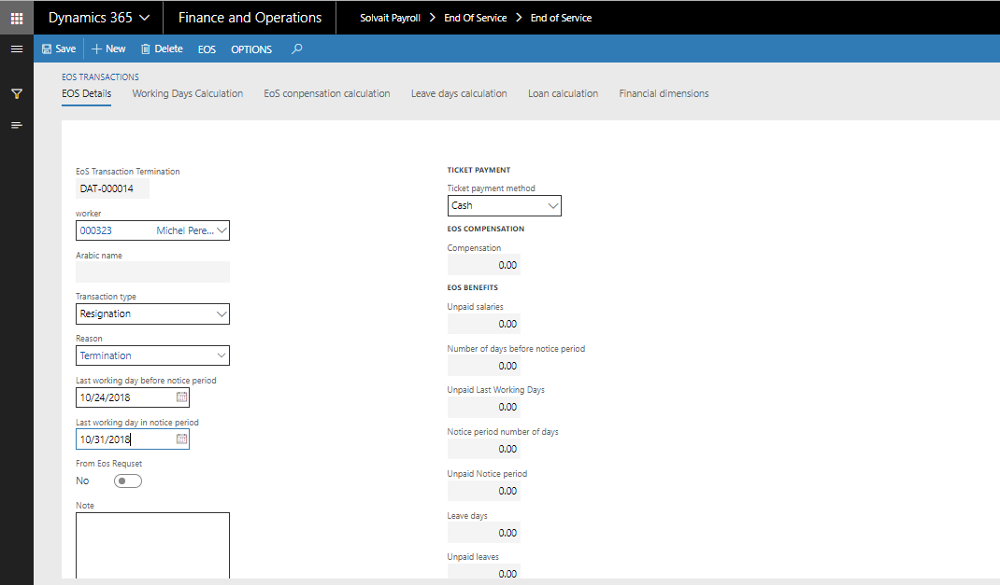 Dynamics 365
Finance and Operations
Solvait Payroll > End Of Service > End of Service
Save
New
Delete
EOS
OPTIONS
EOS TRANSACTIONS
EOS Details
Working Days Calculation
EoS conpensation calculation
Leave days calculation
Loan calculation
Financial dimensions
EoS Transaction Termination
DAT-000014
worker
000323 Michel Pere...
Arabic name
Transaction type
Resignation
Reason
Termination
Last working day before notice period
10/24/2018
Last working day in notice period
10/31/2018
From Eos Requset
No
Note
TICKET PAYMENT
Ticket payment method
Cash
EOS COMPENSATION
Compensation
0.00
EOS BENEFITS
Unpaid salaries
0.00
Number of days before notice period
0.00
Unpaid Last Working Days
0.00
Notice period number of days
0.00
Unpaid Notice period
0.00
Leave days
0.00
Unpaid leaves
0.00